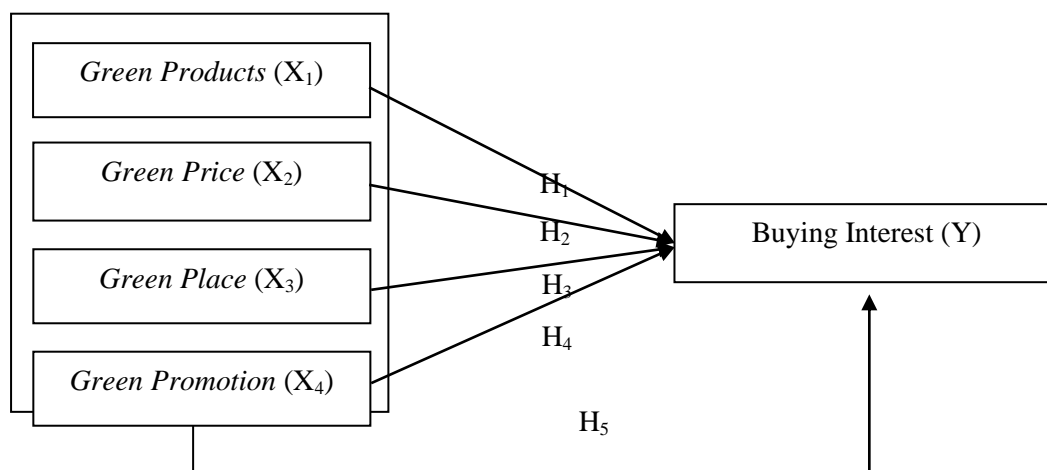 Green Products (X₁)
Green Price (X₂)
Green Place (X₃)
Green Promotion (X₄)
H₁
H₂
H₃
H₄
H₅
Buying Interest (Y)